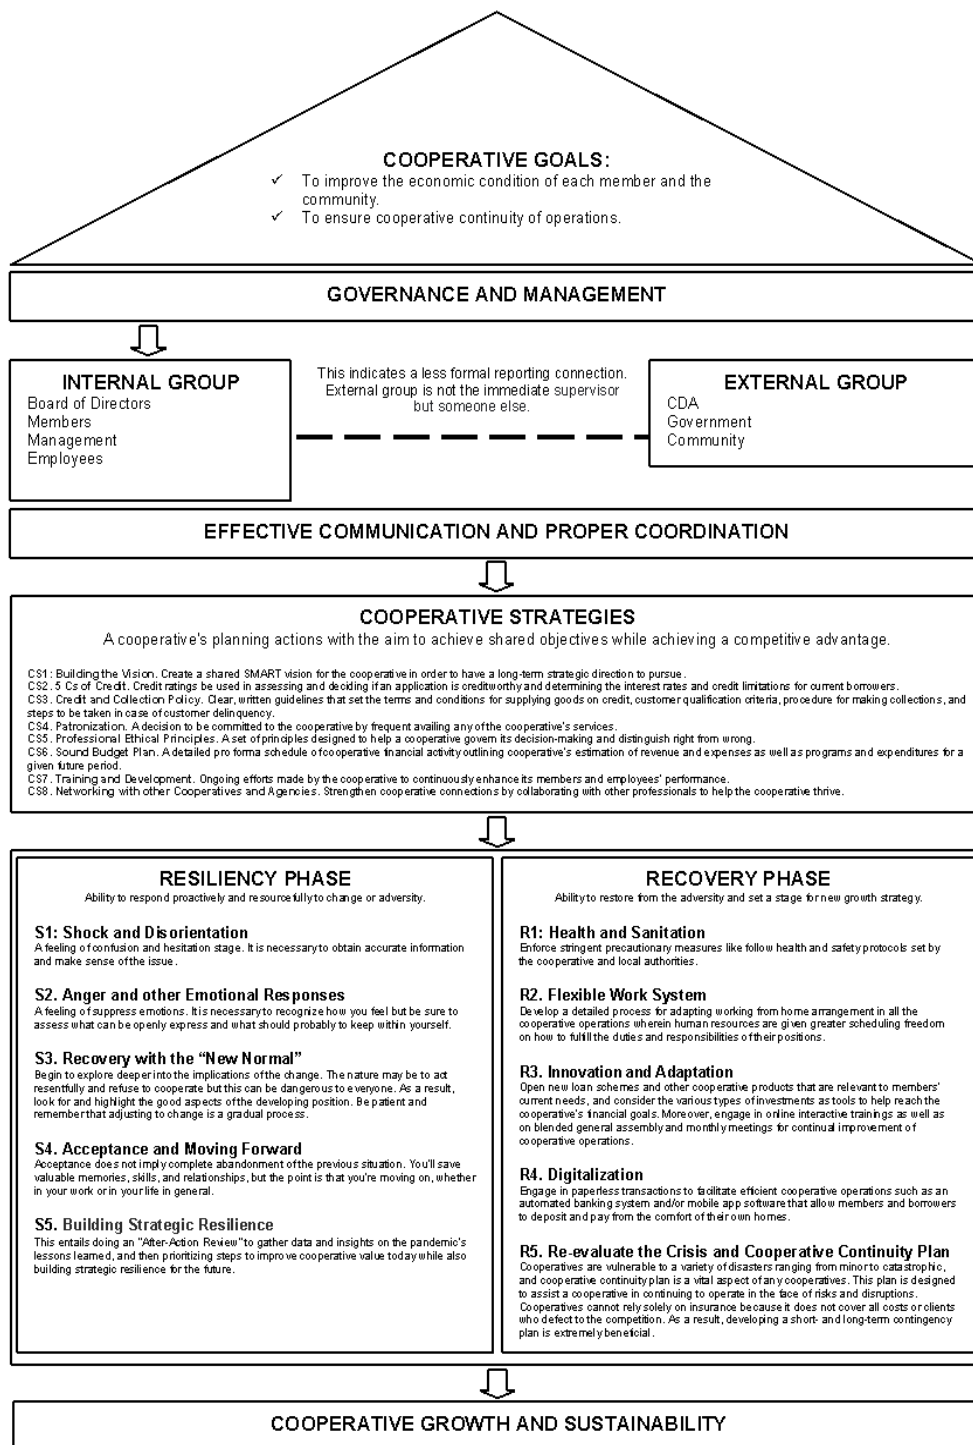 COOPERATIVE GOALS:
✓ To improve the economic condition of each member and the
community.
✓ To ensure cooperative continuity of operations.
GOVERNANCE AND MANAGEMENT
INTERNAL GROUP
Board of Directors
Members
Management
Employees
This indicates a less formal reporting connection.
External group is not the immediate supervisor
but someone else.
EXTERNAL GROUP
CDA
Government
Community
EFFECTIVE COMMUNICATION AND PROPER COORDINATION
COOPERATIVE STRATEGIES
A cooperative's planning actions with the aim to achieve shared objectives while achieving a competitive advantage.
CS1: Building the Vision. Create a shared SMART vision for the cooperative in order to have a long-term strategic direction to pursue.
CS2. 5 Cs of Credit. Credit ratings be used in assessing and deciding if an application is creditworthy and determining the interest rates and credit limitations for current borrowers.
CS3. Credit and Collection Policy. Clear, written guidelines that set the terms and conditions for supplying goods on credit, customer qualification criteria, procedure for making collections, and
steps to be taken in case of customer delinquency.
CS4. Patronization. A decision to be committed to the cooperative by frequent availing any of the cooperative's services.
CS5. Professional Ethical Principles. A set of principles designed to help a cooperative govern its decision-making and distinguish right from wrong.
CS6. Sound Budget Plan. A detailed pro forma schedule of cooperative financial activity outlining cooperative's estimation of revenue and expenses as well as programs and expenditures for a
given future period.
CS7. Training and Development. Ongoing efforts made by the cooperative to continuously enhance its members and employees' performance.
CS8. Networking with other Cooperatives and Agencies. Strengthen cooperative connections by collaborating with other professionals to help the cooperative thrive.
RESILIENCY PHASE
Ability to respond proactively and resourcefully to change or adversity.
S1: Shock and Disorientation
A feeling of confusion and hesitation stage. It is necessary to obtain accurate information
and make sense of the issue.
S2. Anger and other Emotional Responses
A feeling of suppress emotions. It is necessary to recognize how you feel but be sure to
assess what can be openly express and what should probably to keep within yourself.
S3. Recovery with the “New Normal”
Begin to explore deeper into the implications of the change. The nature may be to act
resentfully and refuse to cooperate but this can be dangerous to everyone. As a result,
look for and highlight the good aspects of the developing position. Be patient and
remember that adjusting to change is a gradual process.
S4. Acceptance and Moving Forward
Acceptance does not imply complete abandonment of the previous situation. You'll save
valuable memories, skills, and relationships, but the point is that you're moving on, whether
in your work or in your life in general.
S5. Building Strategic Resilience
This entails doing an "After-Action Review" to gather data and insights on the pandemic's
lessons learned, and then prioritizing steps to improve cooperative value today while also
building strategic resilience for the future.
RECOVERY PHASE
Ability to restore from the adversity and set a stage for new growth strategy.
R1: Health and Sanitation
Enforce stringent precautionary measures like follow health and safety protocols set by
the cooperative and local authorities.
R2. Flexible Work System
Develop a detailed process for adapting working from home arrangement in all the
cooperative operations wherein human resources are given greater scheduling freedom
on how to fulfill the duties and responsibilities of their positions.
R3. Innovation and Adaptation
Open new loan schemes and other cooperative products that are relevant to members'
current needs, and consider the various types of investments as tools to help reach the
cooperative's financial goals. Moreover, engage in online interactive trainings as well as
on blended general assembly and monthly meetings for continual improvement of
cooperative operations.
R4. Digitalization
Engage in paperless transactions to facilitate efficient cooperative operations such as an
automated banking system and/or mobile app software that allow members and borrowers
to deposit and pay from the comfort of their own homes.
R5. Re-evaluate the Crisis and Cooperative Continuity Plan
Cooperatives are vulnerable to a variety of disasters ranging from minor to catastrophic,
and cooperative continuity plan is a vital aspect of any cooperatives. This plan is designed
to assist a cooperative in continuing to operate in the face of risks and disruptions.
Cooperatives cannot rely solely on insurance because it does not cover all costs or clients
who defect to the competition. As a result, developing a short- and long-term contingency
plan is extremely beneficial.
COOPERATIVE GROWTH AND SUSTAINABILITY